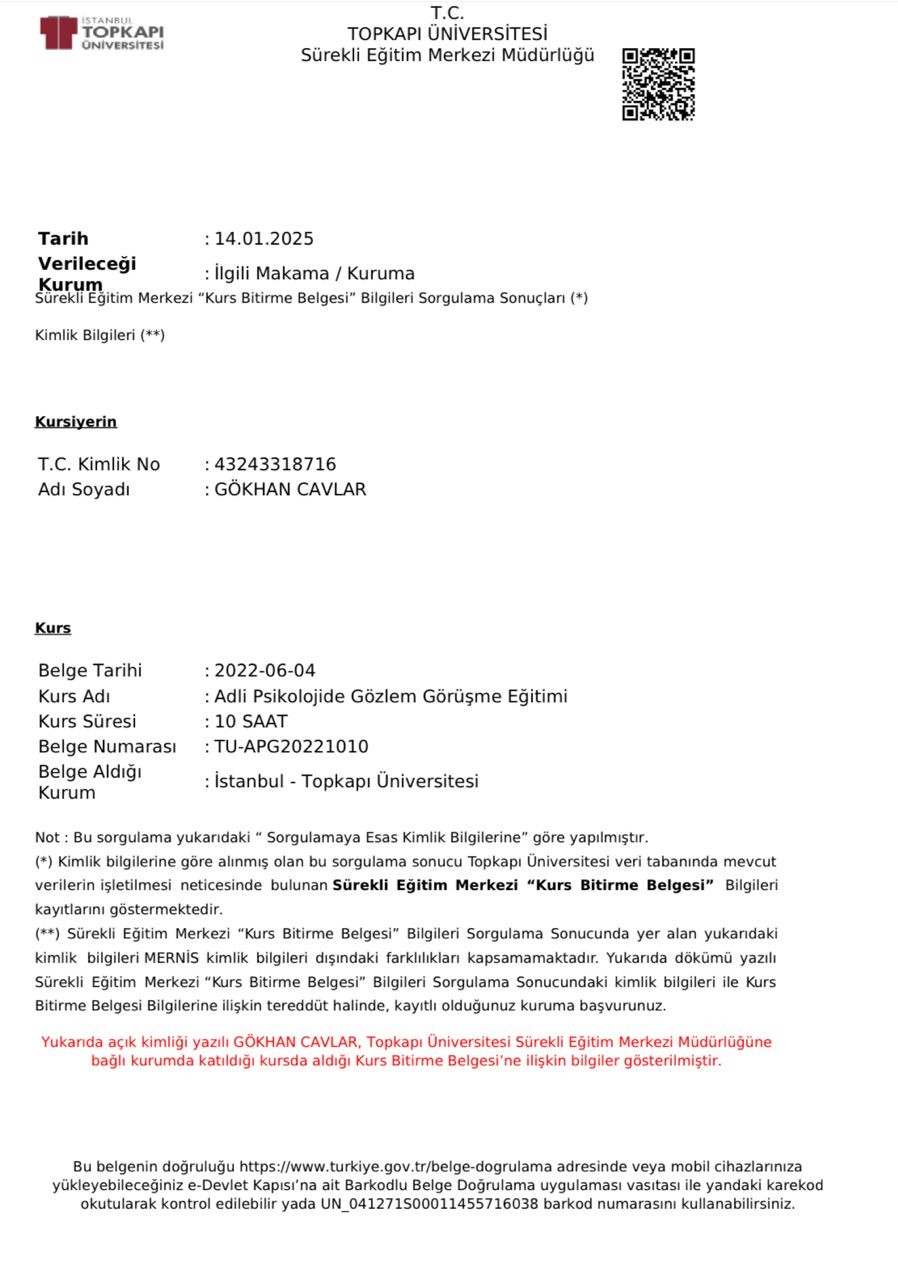 İSTANBUL
TOPKAPI
ÜNİVERSİTESİ
T.C.
TOPKAPI ÜNİVERSİTESİ
Sürekli Eğitim Merkezi Müdürlüğü
Tarih : 14.01.2025
Verileceği
Kurum : İlgili Makama / Kuruma
Sürekli Eğitim Merkezi “Kurs Bitirme Belgesi” Bilgileri Sorgulama Sonuçları (*)
Kimlik Bilgileri (**)
Kursiyerin
T.C. Kimlik No : 43243318716
Adı Soyadı : GÖKHAN CAVLAR
Kurs
Belge Tarihi : 2022-06-04
Kurs Adı : Adli Psikolojide Gözlem Görüşme Eğitimi
Kurs Süresi : 10 SAAT
Belge Numarası : TU-APG20221010
Belge Aldığı
Kurum : İstanbul - Topkapı Üniversitesi
Not : Bu sorgulama yukarıdaki “ Sorgulamaya Esas Kimlik Bilgilerine” göre yapılmıştır.
(*) Kimlik bilgilerine göre alınmış olan bu sorgulama sonucu Topkapı Üniversitesi veri tabanında mevcut
verilerin işletilmesi neticesinde bulunan Sürekli Eğitim Merkezi “Kurs Bitirme Belgesi” Bilgileri
kayıtlarını göstermektedir.
(**) Sürekli Eğitim Merkezi “Kurs Bitirme Belgesi” Bilgileri Sorgulama Sonucunda yer alan yukarıdaki
kimlik bilgileri MERNİS kimlik bilgileri dışındaki farklılıkları kapsamamaktadır. Yukarıda dökümü yazılı
Sürekli Eğitim Merkezi “Kurs Bitirme Belgesi” Bilgileri Sorgulama Sonucundaki kimlik bilgileri ile Kurs
Bitirme Belgesi Bilgilerine ilişkin tereddüt halinde, kayıtlı olduğunuz kuruma başvurunuz.
Yukarıda açık kimliği yazılı GÖKHAN CAVLAR, Topkapı Üniversitesi Sürekli Eğitim Merkezi Müdürlüğüne
bağlı kurumda katıldığı kursda aldığı Kurs Bitirme Belgesi’ne ilişkin bilgiler gösterilmiştir.
Bu belgenin doğruluğu https://www.turkiye.gov.tr/belge-dogrulama adresinde veya mobil cihazlarınıza
yükleyebileceğiniz e-Devlet Kapısı’na ait Barkodlu Belge Doğrulama uygulaması vasıtası ile yandaki karekod
okutularak kontrol edilebilir yada UN_041271S00011455716038 barkod numarasını kullanabilirsiniz.